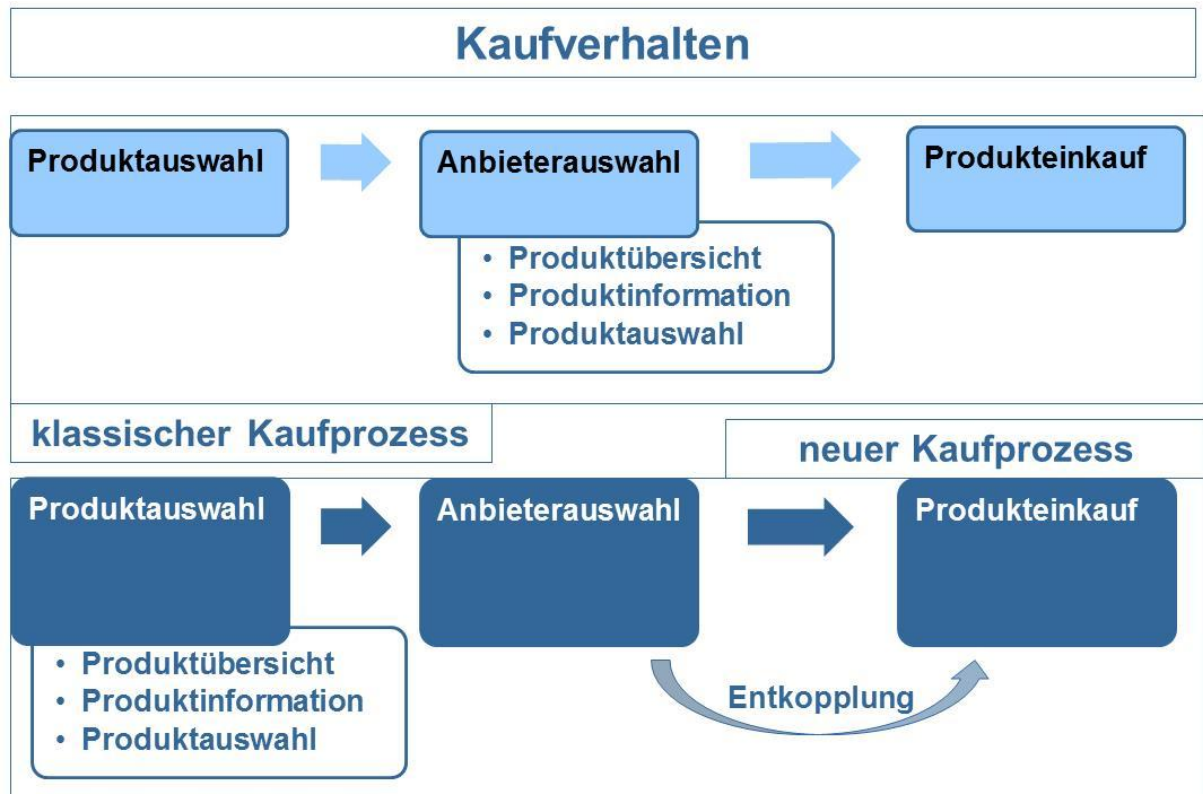 Kaufverhalten
Produktauswahl
Anbieterauswahl
Produkteinkauf
• Produktübersicht
• Produktinformation
• Produktauswahl
klassischer Kaufprozess
neuer Kaufprozess
Produktauswahl
Anbieterauswahl
Produkteinkauf
• Produktübersicht
• Produktinformation
• Produktauswahl
Entkopplung